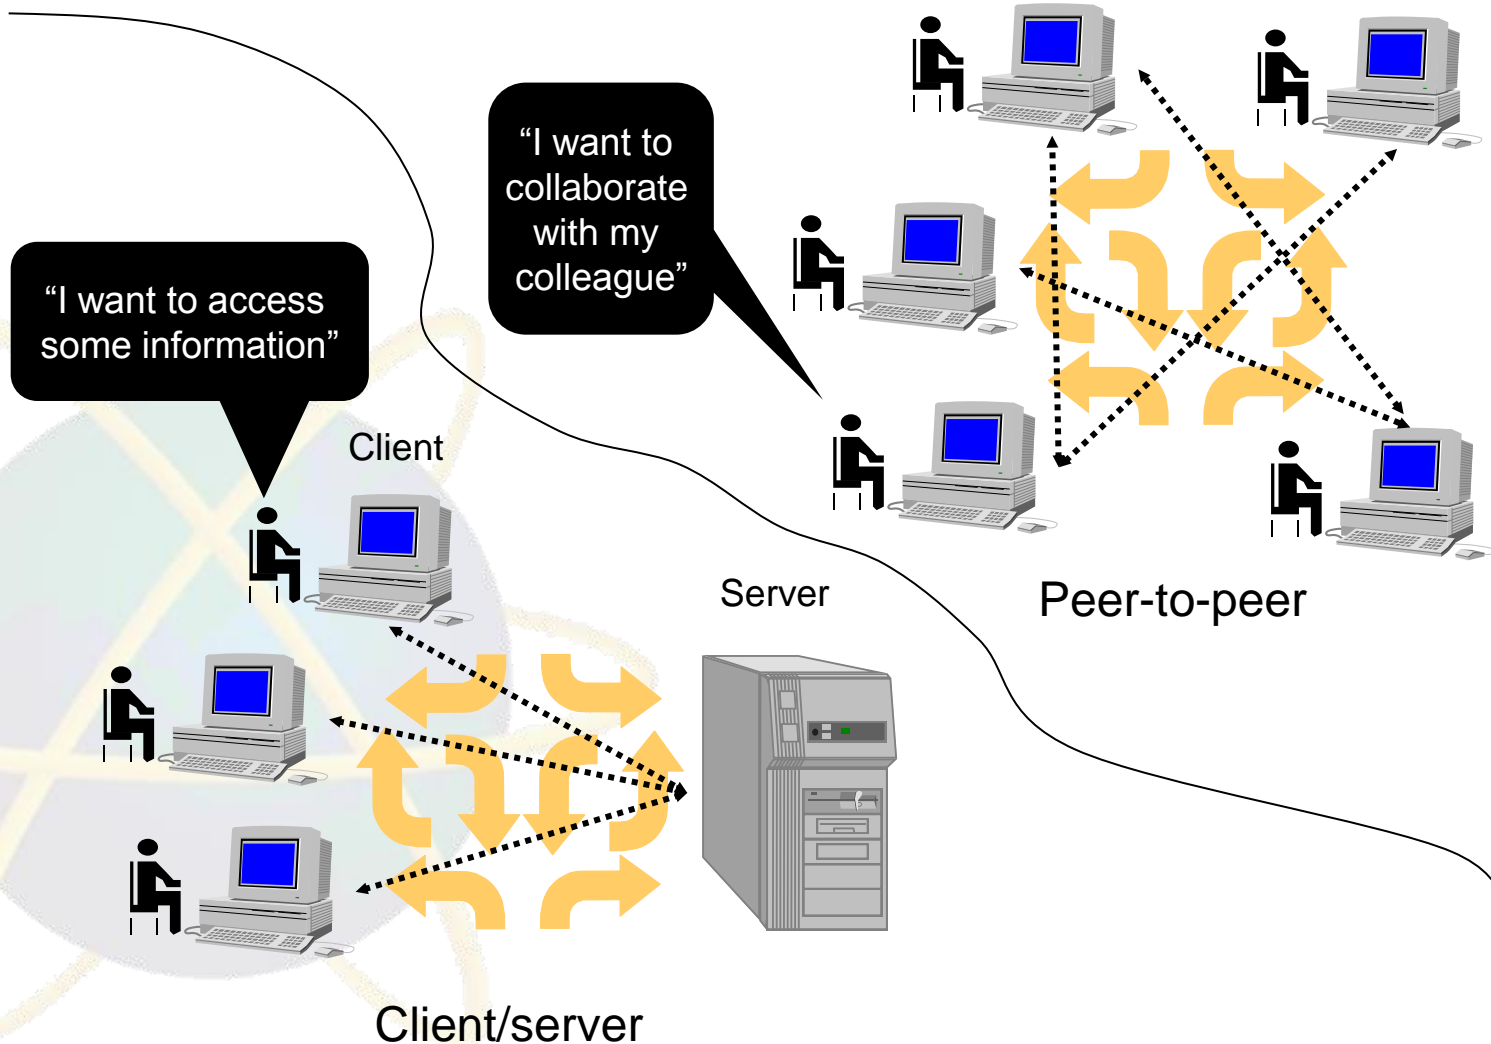 “I want to
collaborate
with my
colleague”
“I want to access
some information”
Client
Server
Peer-to-peer
Client/server